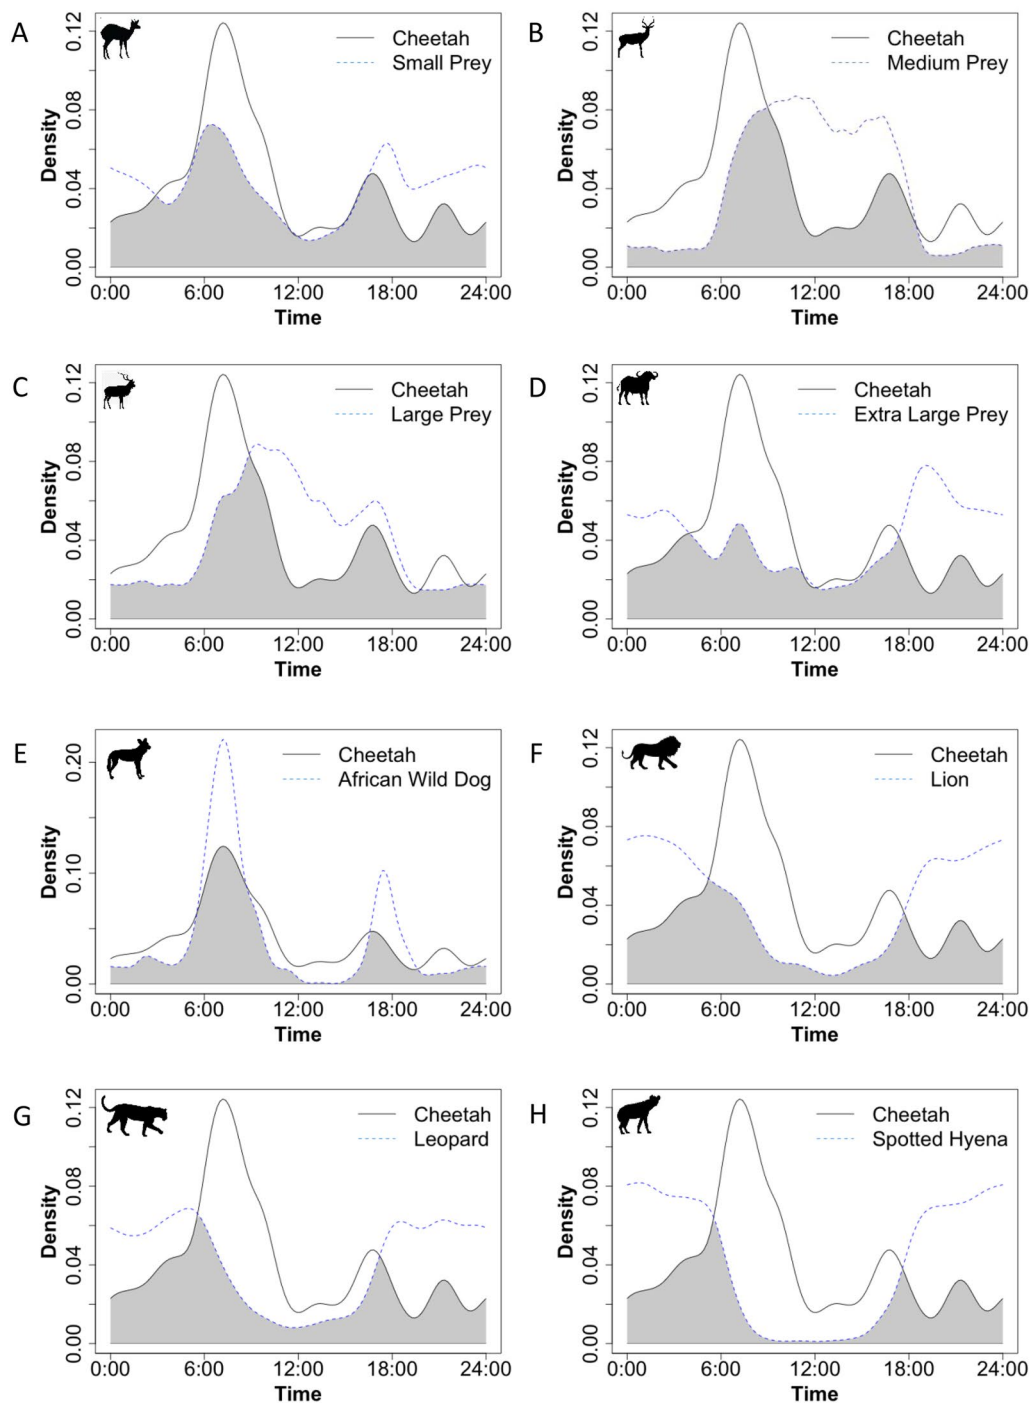 A
Cheetah
Small Prey
Density
0.12
0.08
0.04
0.00
0:00 6:00 12:00 18:00 24:00
Time
B
Cheetah
Medium Prey
Density
0.12
0.08
0.04
0.00
0:00 6:00 12:00 18:00 24:00
Time
C
Cheetah
Large Prey
Density
0.12
0.08
0.04
0.00
0:00 6:00 12:00 18:00 24:00
Time
D
Cheetah
Extra Large Prey
Density
0.12
0.08
0.04
0.00
0:00 6:00 12:00 18:00 24:00
Time
E
Cheetah
African Wild Dog
Density
0.20
0.10
0.00
0:00 6:00 12:00 18:00 24:00
Time
F
Cheetah
Lion
Density
0.12
0.08
0.04
0.00
0:00 6:00 12:00 18:00 24:00
Time
G
Cheetah
Leopard
Density
0.12
0.08
0.04
0.00
0:00 6:00 12:00 18:00 24:00
Time
H
Cheetah
Spotted Hyena
Density
0.12
0.08
0.04
0.00
0:00 6:00 12:00 18:00 24:00
Time